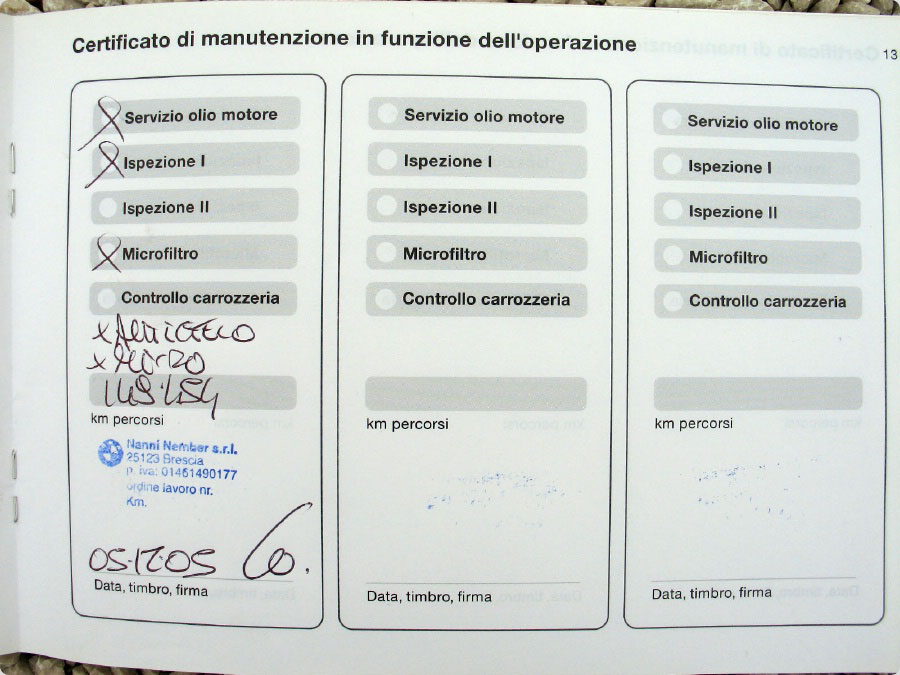 Certificato di manutenzione in funzione dell'operazione
13
Servizio olio motore
Ispezione I
Ispezione II
Microfiltro
Controllo carrozzeria
km percorsi
Nanni Nember s.r.l.
25123 Brescia
p. iva: 01461490177
ordine lavoro nr.
Km.
05.12.05
Data, timbro, firma
Servizio olio motore
Ispezione I
Ispezione II
Microfiltro
Controllo carrozzeria
km percorsi
Data, timbro, firma
Servizio olio motore
Ispezione I
Ispezione II
Microfiltro
Controllo carrozzeria
km percorsi
Data, timbro, firma